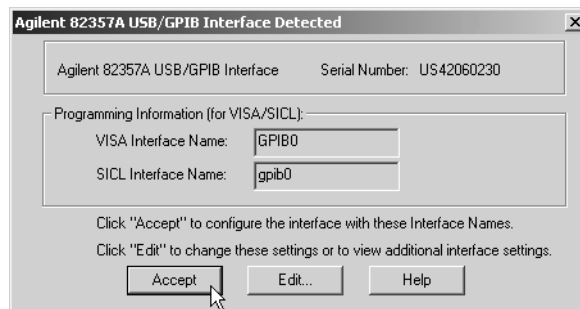 Agilent 82357A USB/GPIB Interface Detected
Agilent 82357A USB/GPIB Interface Serial Number: US42060230
Programming Information (for VISA/SICL):
VISA Interface Name: GPIB0
SICL Interface Name: gpib0
Click "Accept" to configure the interface with these Interface Names.
Click "Edit" to change these settings or to view additional interface settings.
Accept Edit... Help